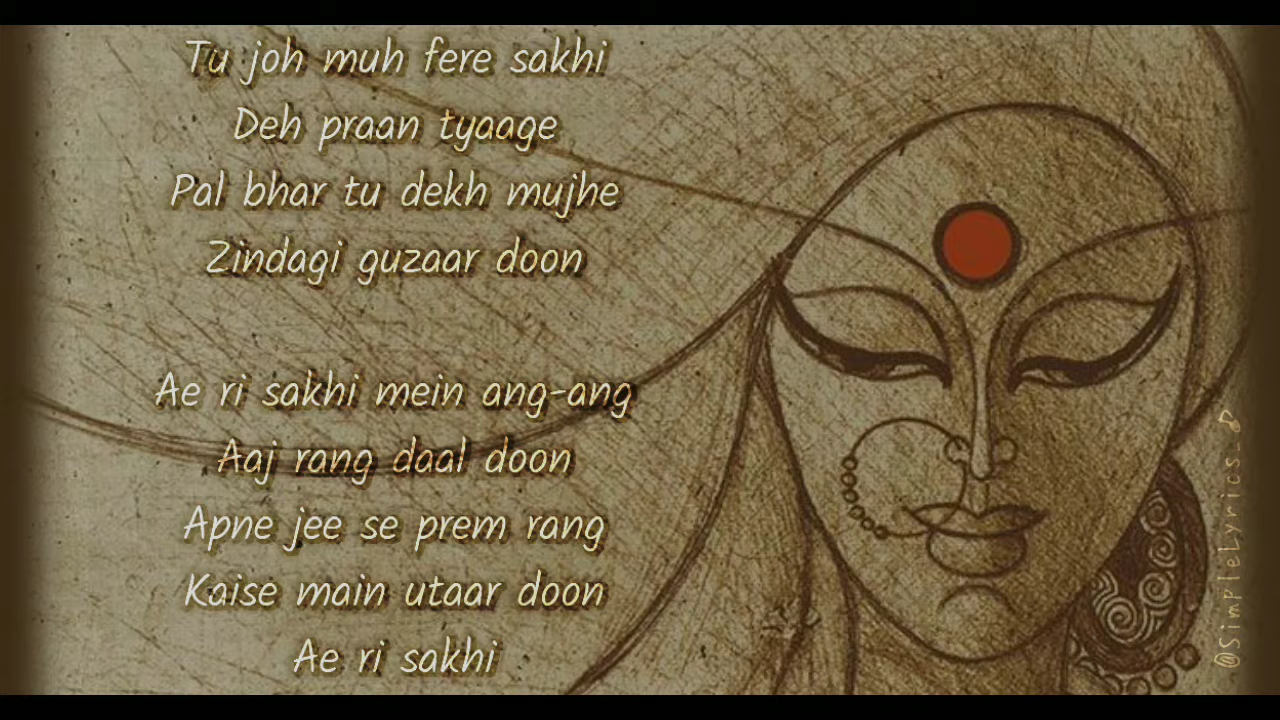 Tu joh muh fere sakhi
Deh praan tyaage
Pal bhar tu dekh mujhe
Zindagi guzaar doon
Ae ri sakhi mein ang-ang
Aaj rang daal doon
Apne jee se prem rang
Kaise main utaar doon
Ae ri sakhi
@SimpleLyrics_♪